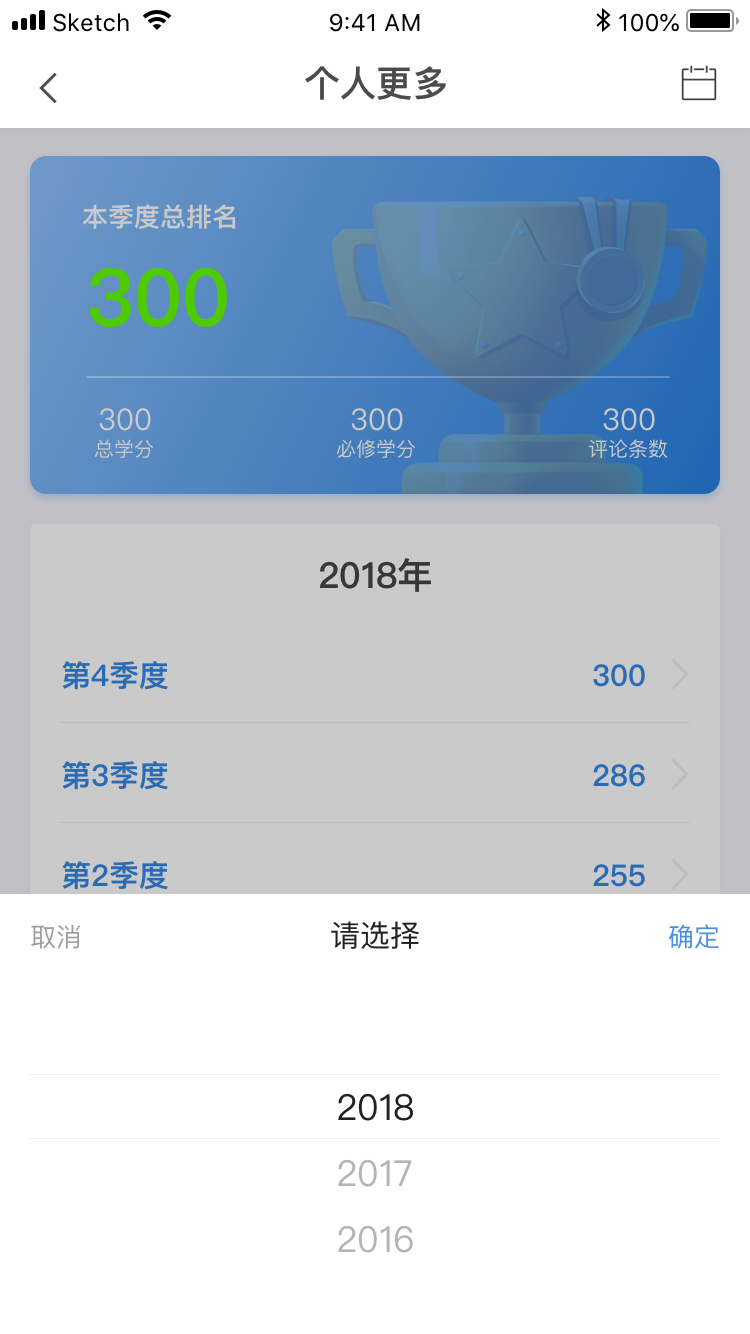 Sketch 9:41 AM 100%
个人更多
本季度总排名
300
300 300 300
总学分 必修学分 评论条数
2018年
第4季度 300
第3季度 286
第2季度 255
取消 请选择 确定
2018
2017
2016